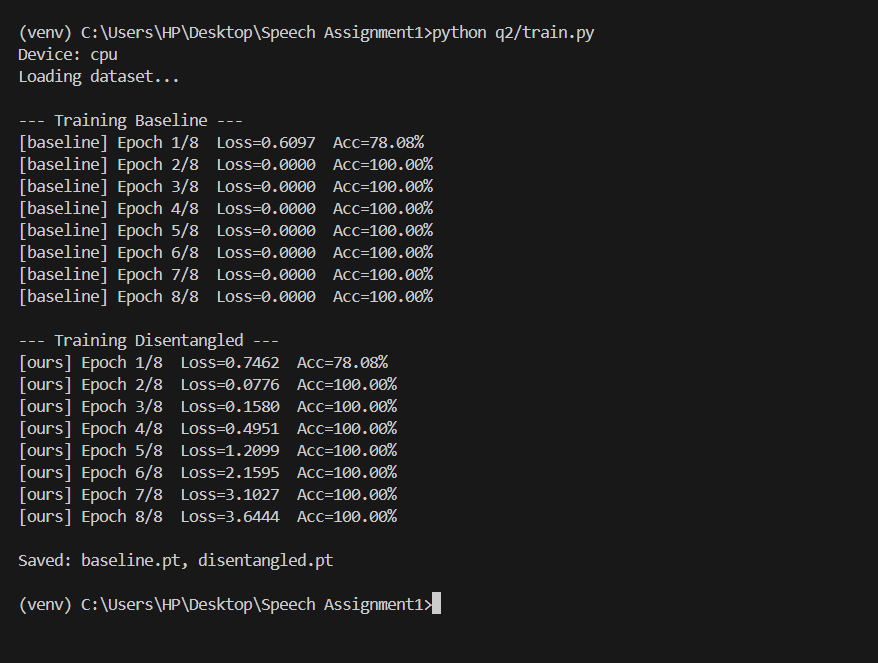 (venv) C:\Users\HP\Desktop\Speech Assignment1>python q2/train.py
Device: cpu
Loading dataset...
--- Training Baseline ---
[baseline] Epoch 1/8  Loss=0.6097  Acc=78.08%
[baseline] Epoch 2/8  Loss=0.0000  Acc=100.00%
[baseline] Epoch 3/8  Loss=0.0000  Acc=100.00%
[baseline] Epoch 4/8  Loss=0.0000  Acc=100.00%
[baseline] Epoch 5/8  Loss=0.0000  Acc=100.00%
[baseline] Epoch 6/8  Loss=0.0000  Acc=100.00%
[baseline] Epoch 7/8  Loss=0.0000  Acc=100.00%
[baseline] Epoch 8/8  Loss=0.0000  Acc=100.00%
--- Training Disentangled ---
[ours] Epoch 1/8  Loss=0.7462  Acc=78.08%
[ours] Epoch 2/8  Loss=0.0776  Acc=100.00%
[ours] Epoch 3/8  Loss=0.1580  Acc=100.00%
[ours] Epoch 4/8  Loss=0.4951  Acc=100.00%
[ours] Epoch 5/8  Loss=1.2099  Acc=100.00%
[ours] Epoch 6/8  Loss=2.1595  Acc=100.00%
[ours] Epoch 7/8  Loss=3.1027  Acc=100.00%
[ours] Epoch 8/8  Loss=3.6444  Acc=100.00%
Saved: baseline.pt, disentangled.pt
(venv) C:\Users\HP\Desktop\Speech Assignment1>